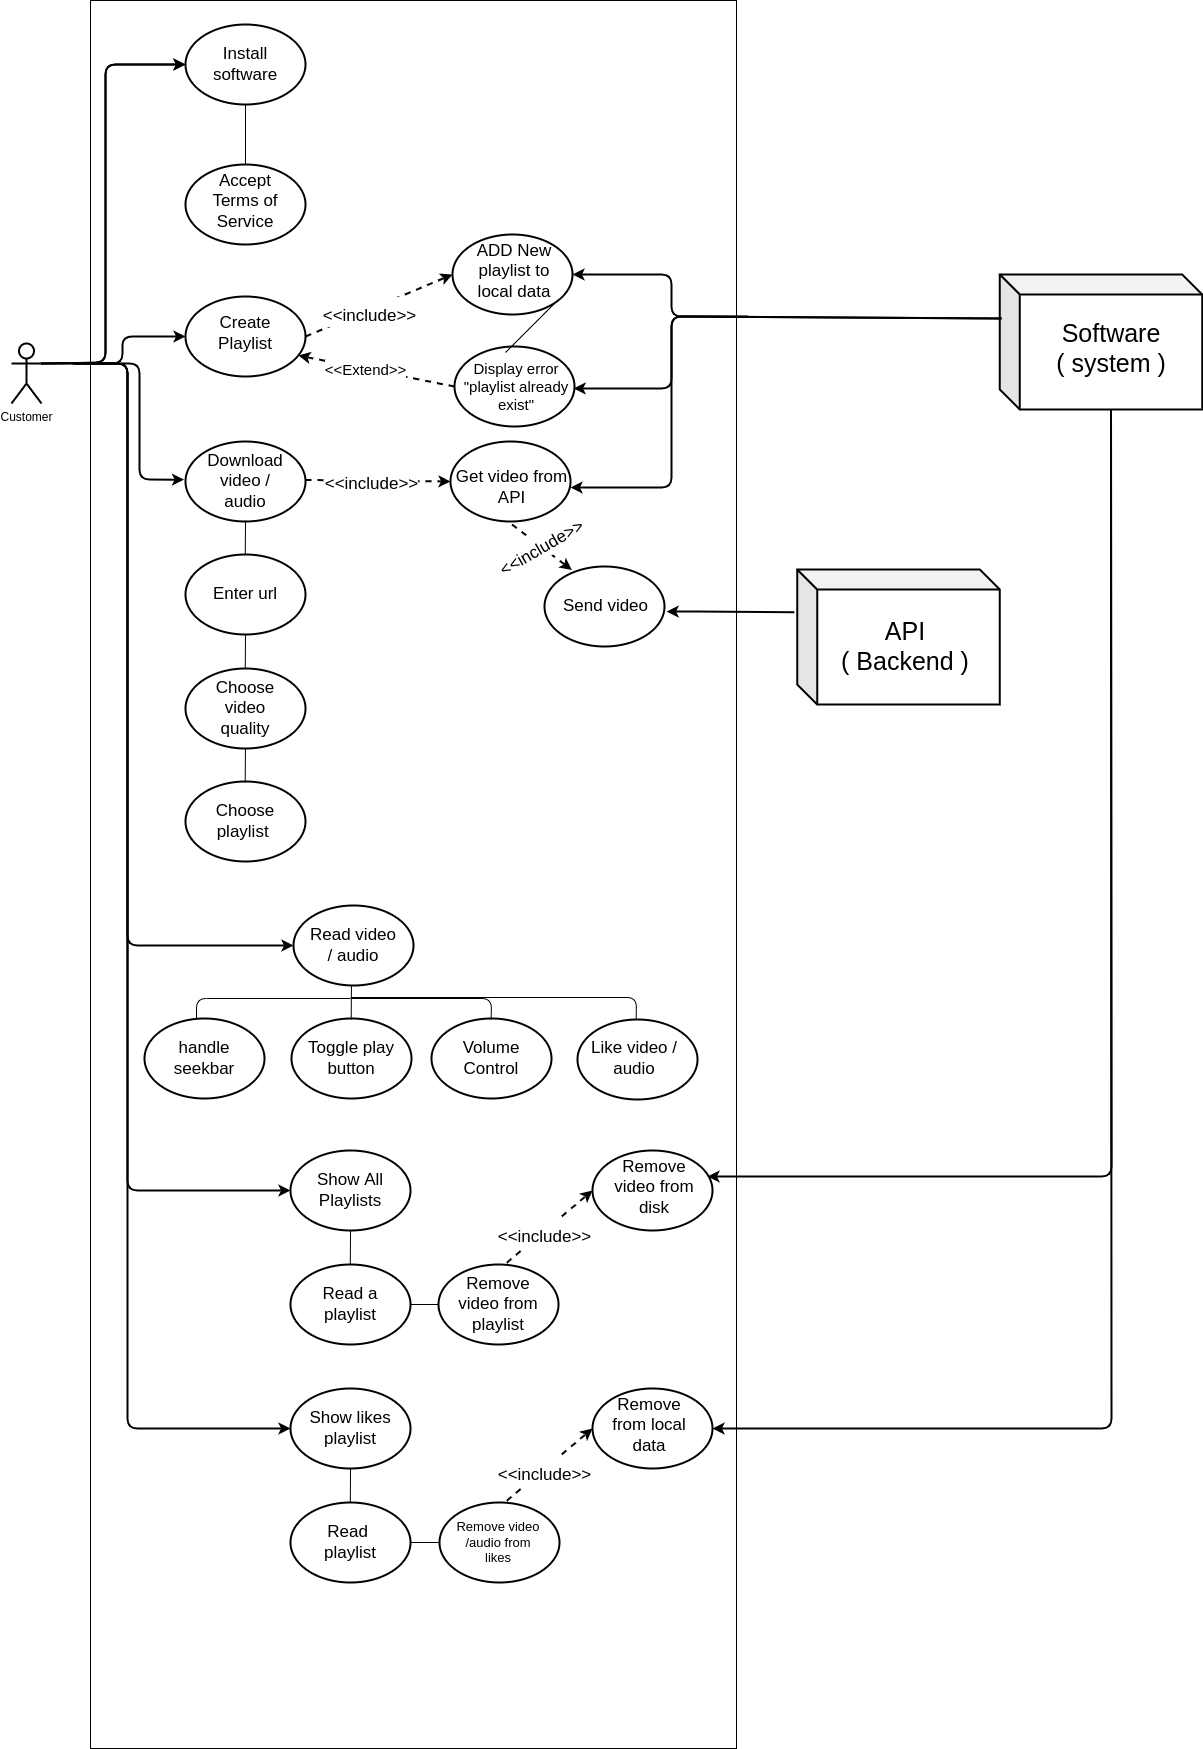 Install
software
Accept
Terms of
Service
ADD New
playlist to
local data
Create
Playlist
<<include>>
Software
( system )
Display error
"playlist already
exist"
<<Extend>>
Customer
Download
video /
audio
<<include>>
Get video from
API
<<include>>
Enter url
Send video
API
( Backend )
Choose
video
quality
Choose
playlist
Read video
/ audio
handle
seekbar
Toggle play
button
Volume
Control
Like video /
audio
Show All
Playlists
Remove
video from
disk
<<include>>
Read a
playlist
Remove
video from
playlist
Show likes
playlist
Remove
from local
data
<<include>>
Read
playlist
Remove video
/audio from
likes